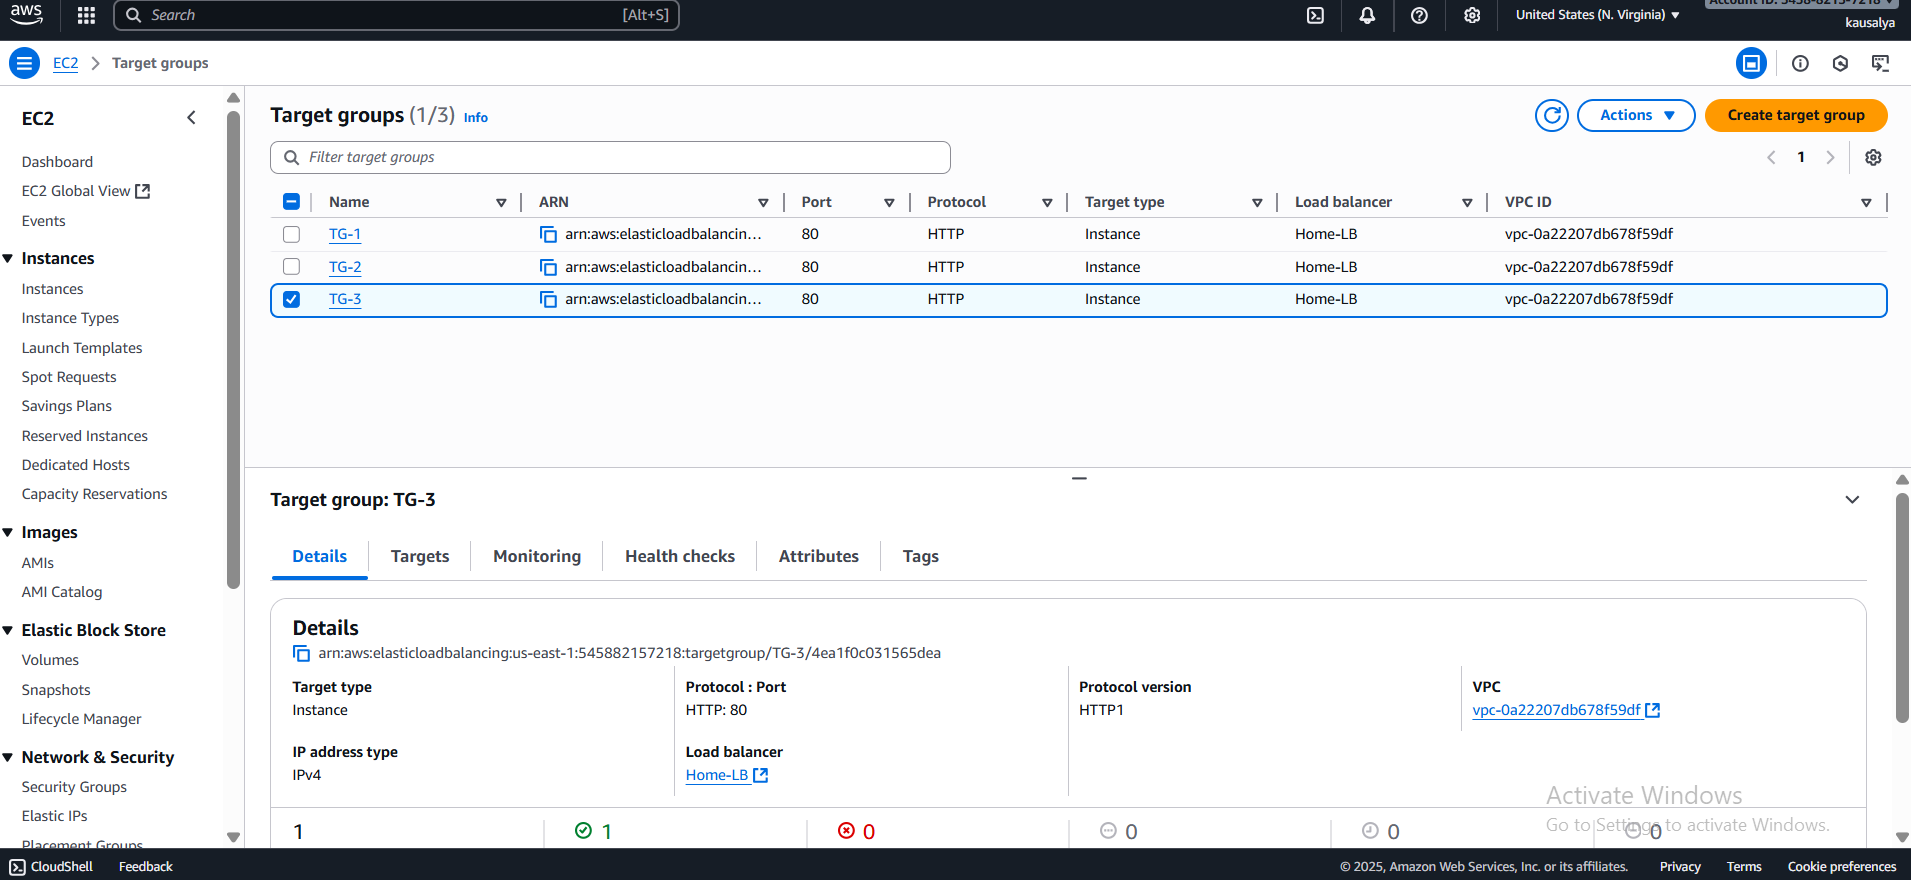 aws
Search [Alt+S]
United States (N. Virginia)
kausalya
EC2 > Target groups
EC2
Dashboard
EC2 Global View
Events
Instances
Instances
Instance Types
Launch Templates
Spot Requests
Savings Plans
Reserved Instances
Dedicated Hosts
Capacity Reservations
Images
AMIs
AMI Catalog
Elastic Block Store
Volumes
Snapshots
Lifecycle Manager
Network & Security
Security Groups
Elastic IPs
Placement Groups
Target groups (1/3) Info
Actions
Create target group
Filter target groups
1
Name ARN Port Protocol Target type Load balancer VPC ID
TG-1 arn:aws:elasticloadbalancin... 80 HTTP Instance Home-LB vpc-0a22207db678f59df
TG-2 arn:aws:elasticloadbalancin... 80 HTTP Instance Home-LB vpc-0a22207db678f59df
TG-3 arn:aws:elasticloadbalancin... 80 HTTP Instance Home-LB vpc-0a22207db678f59df
Target group: TG-3
Details Targets Monitoring Health checks Attributes Tags
Details
arn:aws:elasticloadbalancing:us-east-1:545882157218:targetgroup/TG-3/4ea1f0c031565dea
Target type Protocol : Port Protocol version VPC
Instance HTTP: 80 HTTP1 vpc-0a22207db678f59df
IP address type Load balancer
IPv4 Home-LB
1 1 0 0 0 0
Activate Windows
Go to Settings to activate Windows.
CloudShell Feedback
© 2025, Amazon Web Services, Inc. or its affiliates. Privacy Terms Cookie preferences